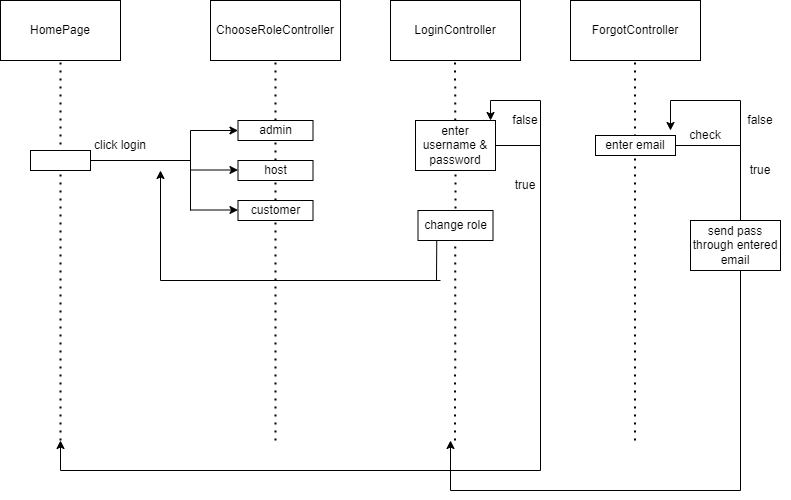 HomePage
ChooseRoleController
LoginController
ForgotController
click login
admin
host
customer
enter
username &
password
false
true
change role
enter email
check
false
true
send pass
through entered
email